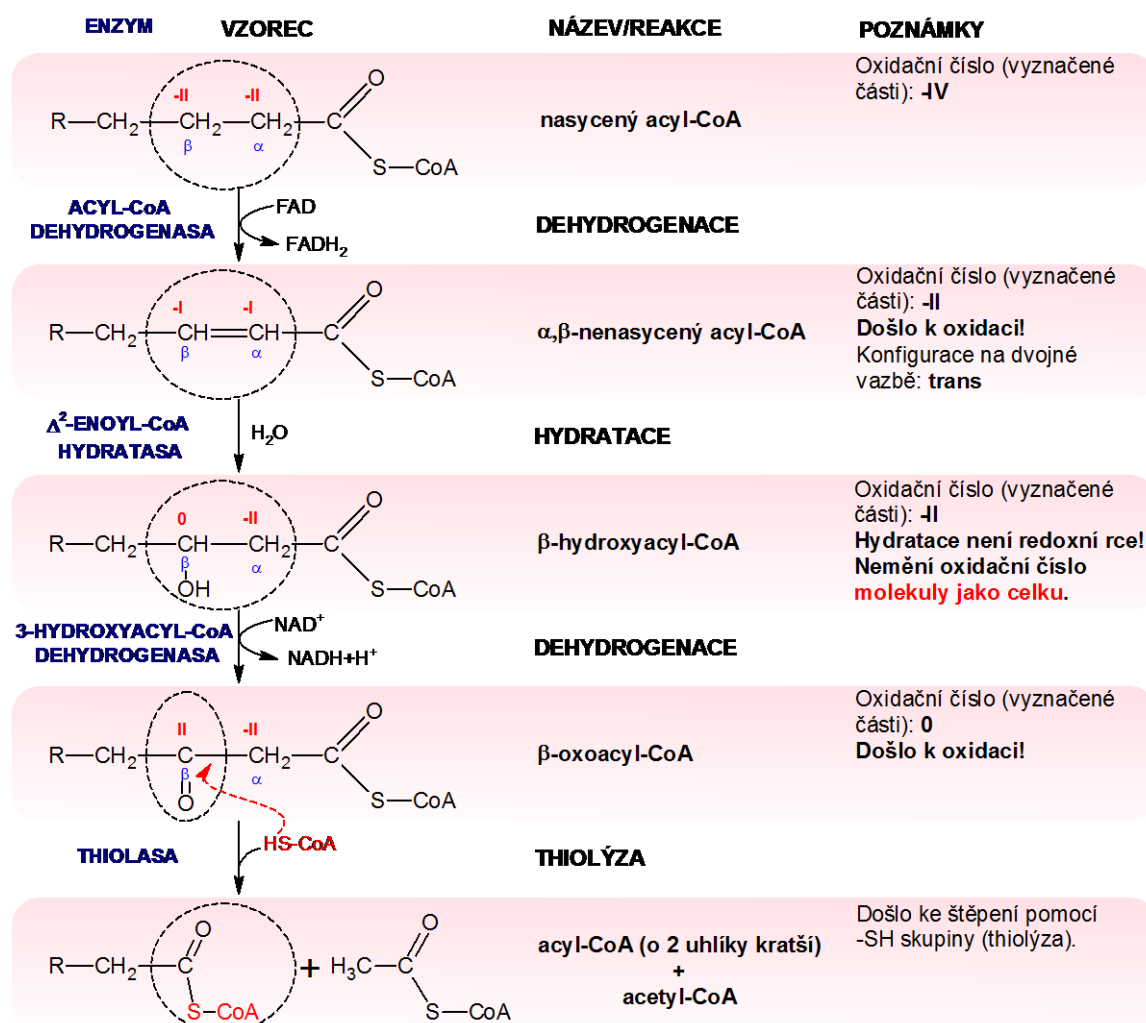 ENZYM VZOREC NÁZEV/REAKCE POZNÁMKY
-II -II
R—CH2—CH2—CH2—C
O
β α
S—CoA
nasycený acyl-CoA
Oxidační číslo (vyznačené
části): -IV
ACYL-CoA
DEHYDROGENASA
FAD
FADH2
DEHYDROGENACE
-I -I
R—CH2—CH=CH—C
O
β α
S—CoA
α,β-nenasycený acyl-CoA
Oxidační číslo (vyznačené
části): -II
Došlo k oxidaci!
Konfigurace na dvojné
vazbě: trans
Δ2-ENOYL-CoA
HYDRATASA
H2O
HYDRATACE
0 -II
R—CH2—CH—CH2—C
O
β α
OH
S—CoA
β-hydroxyacyl-CoA
Oxidační číslo (vyznačené
části): -II
Hydratace není redoxní rce!
Nemění oxidační číslo
molekuly jako celku.
3-HYDROXYACYL-CoA
DEHYDROGENASA
NAD+
NADH+H+
DEHYDROGENACE
II -II
R—CH2—C—CH2—C
O
β α
O
S—CoA
β-oxoacyl-CoA
Oxidační číslo (vyznačené
části): 0
Došlo k oxidaci!
THIOLASA
HS-CoA
THIOLÝZA
O
R—CH2—C
S—CoA
+
O
H3C—C
S—CoA
acyl-CoA (o 2 uhlíky kratší)
+
acetyl-CoA
Došlo ke štěpení pomocí
-SH skupiny (thiolýza).